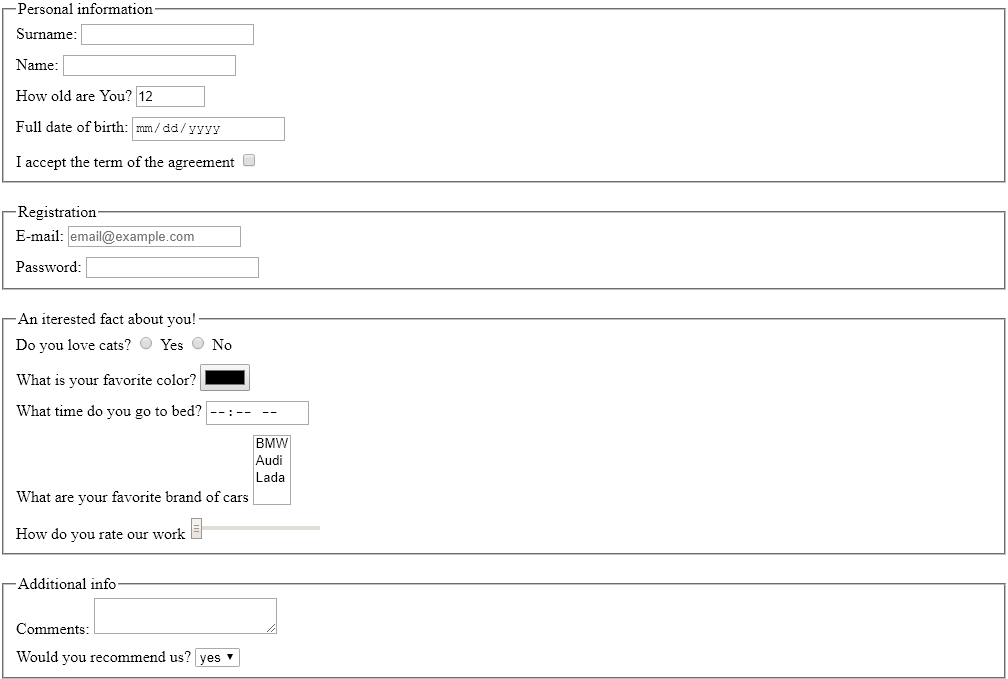 Personal information
Surname:
Name:
How old are You? 12
Full date of birth: mm/dd/yyyy
I accept the term of the agreement
Registration
E-mail: email@example.com
Password:
An iterested fact about you!
Do you love cats? Yes No
What is your favorite color?
What time do you go to bed? --:-- --
BMW
Audi
Lada
What are your favorite brand of cars
How do you rate our work
Additional info
Comments:
Would you recommend us? yes